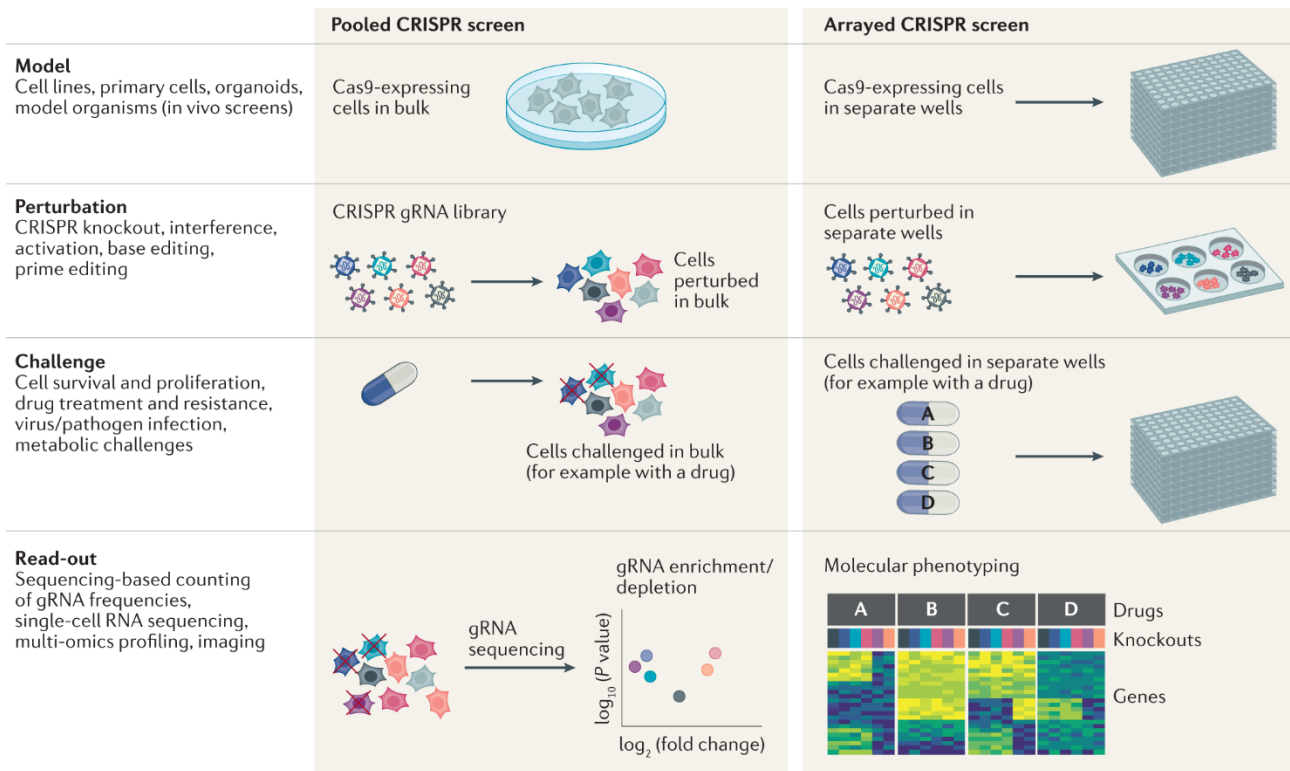 Pooled CRISPR screen
Arrayed CRISPR screen
Model
Cell lines, primary cells, organoids,
model organisms (in vivo screens)
Cas9-expressing
cells in bulk
Cas9-expressing cells
in separate wells
Perturbation
CRISPR knockout, interference,
activation, base editing,
prime editing
CRISPR gRNA library
Cells
perturbed
in bulk
Cells perturbed in
separate wells
Challenge
Cell survival and proliferation,
drug treatment and resistance,
virus/pathogen infection,
metabolic challenges
Cells challenged in bulk
(for example with a drug)
Cells challenged in separate wells
(for example with a drug)
A
B
C
D
Read-out
Sequencing-based counting
of gRNA frequencies,
single-cell RNA sequencing,
multi-omics profiling, imaging
gRNA
sequencing
gRNA enrichment/
depletion
log10 (P value)
log2 (fold change)
Molecular phenotyping
A B C D Drugs
Knockouts
Genes